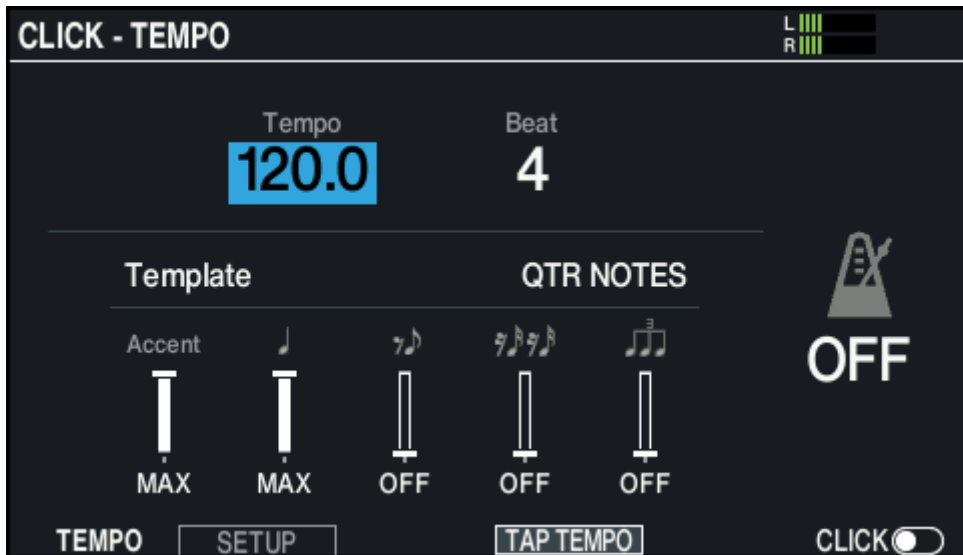 CLICK - TEMPO
L
R
Tempo Beat
120.0 4
Template QTR NOTES
Accent 3
OFF
MAX MAX OFF OFF OFF
TEMPO SETUP TAP TEMPO CLICK